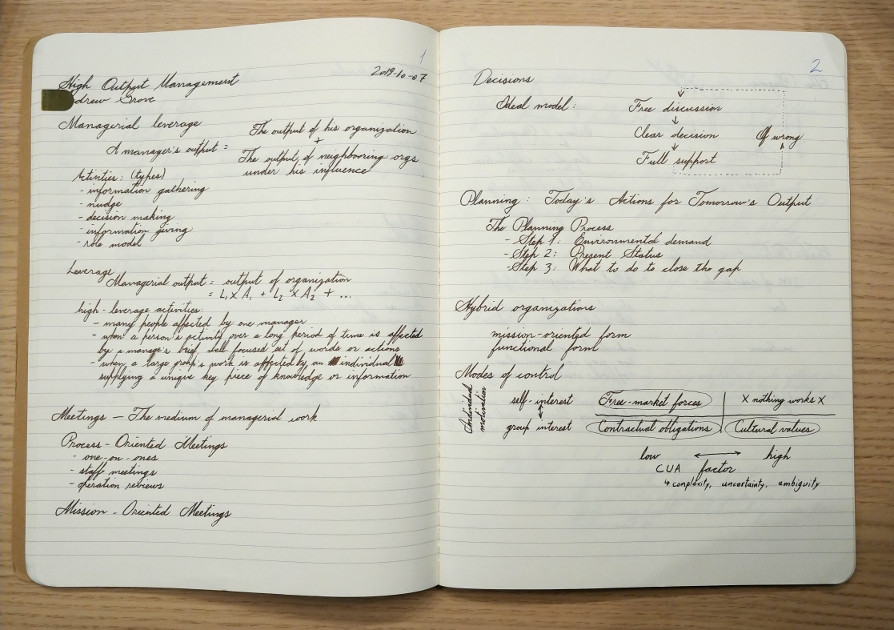 1
2019-10-07
High Output Management
drew Grove
Managerial leverage
A manager's output =
The output of his organization
+
The output of neighbouring orgs
under his influence
Activities: (types)
- information gathering
- nudge
- decision making
- information giving
- role model
Leverage
Managerial output = output of organization
= L₁ × A₁ + L₂ × A₂ + ...
high-leverage activities:
- many people affected by one manager
- when a person's activity over a long period of time is affected
by a manager's brief, well focused set of words or actions
- when a large group's work is affected by an individual
supplying a unique key piece of knowledge or information
Meetings — The medium of managerial work
Process-Oriented Meetings
- one-on-ones
- staff meetings
- operation reviews
Mission-Oriented Meetings
2
Decisions
Ideal model:
Free discussion
↓
Clear decision
↓
Full support
If wrong
Planning: Today's Actions for Tomorrow's Output
The Planning Process
- Step 1: Environmental demand
- Step 2: Present Status
- Step 3: What to do to close the gap
Hybrid organizations
mission-oriented form
functional form
Modes of control
Individual motivation
self-interest Free-market forces X nothing works X
group interest Contractual obligations Cultural values
low ↔ high
CUA factor
↳ complexity, uncertainty, ambiguity